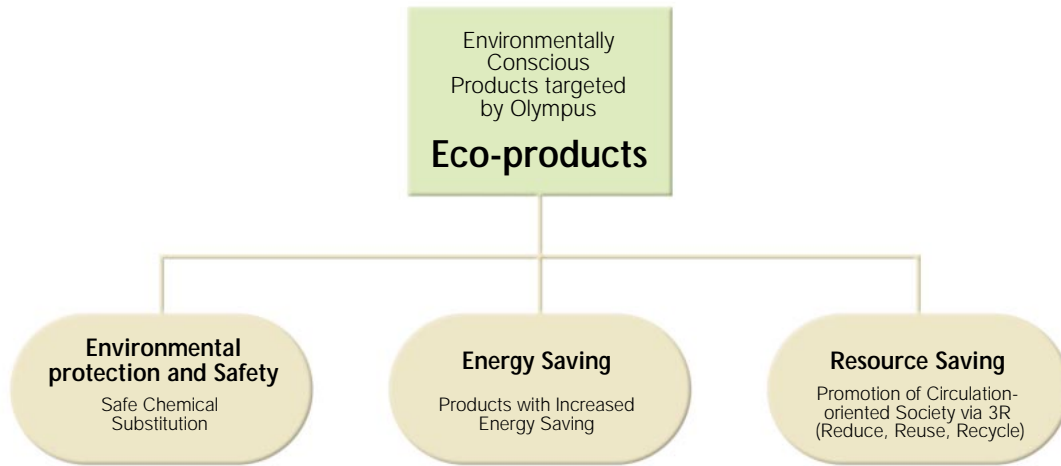 Environmentally
Conscious
Products targeted
by Olympus
Eco-products
Environmental
protection and Safety
Safe Chemical
Substitution
Energy Saving
Products with Increased
Energy Saving
Resource Saving
Promotion of Circulation-
oriented Society via 3R
(Reduce, Reuse, Recycle)